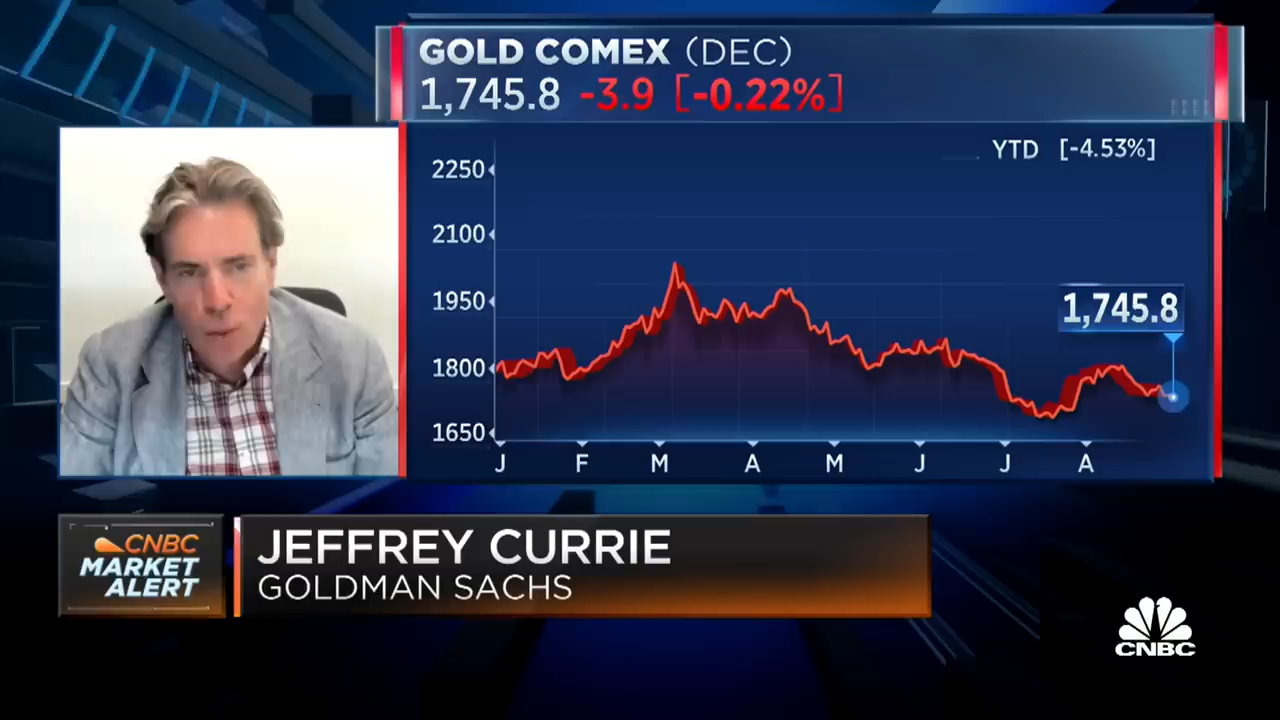 GOLD COMEX (DEC)
1,745.8 -3.9 [-0.22%]
YTD [-4.53%]
2250
2100
1950
1800
1650
1,745.8
J F M A M J J A
CNBC
MARKET
ALERT
JEFFREY CURRIE
GOLDMAN SACHS
CNBC